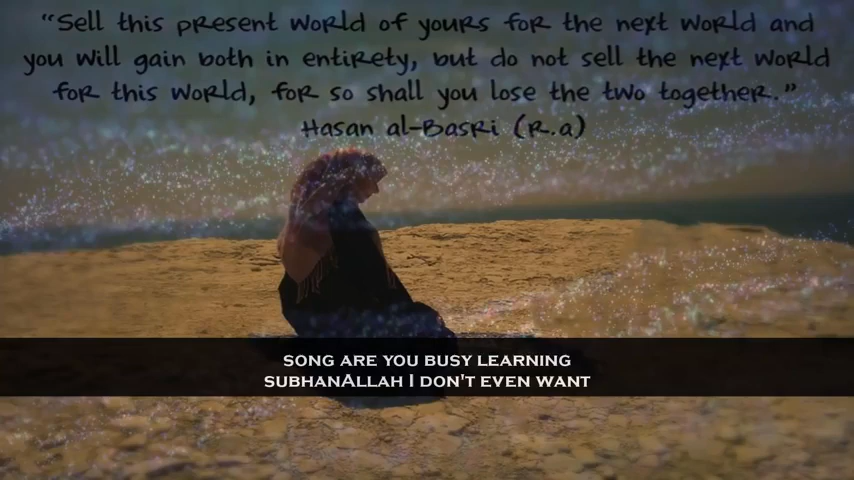 “Sell this present world of yours for the next world and
you will gain both in entirety, but do not sell the next world
for this world, for so shall you lose the two together.”
Hasan al-Basri (r.a)
SONG ARE YOU BUSY LEARNING
SUBHANALLAH I DON'T EVEN WANT